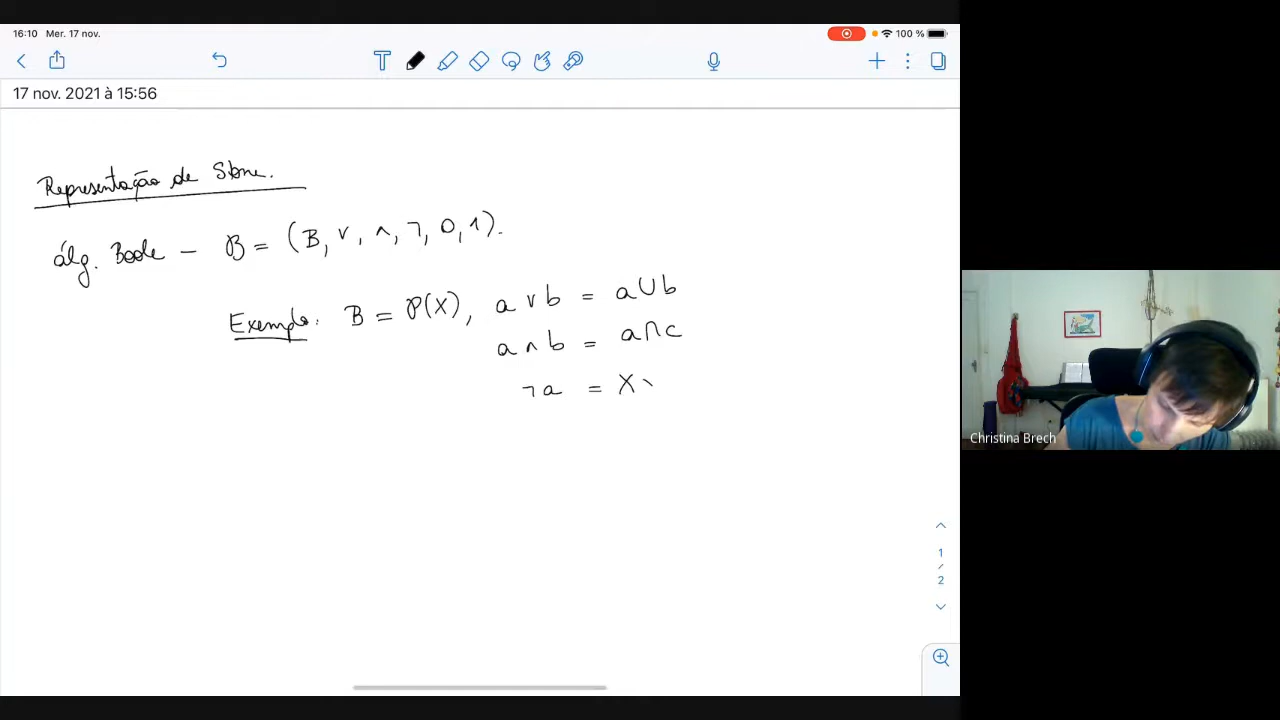 16:10 Mer. 17 nov. 100 %
T
17 nov. 2021 à 15:56
Representação de Stone.
álg. Boole – B = (B, ∨, ∧, ¬, 0, 1).
Exemplo: B = P(X), a ∨ b = a ∪ b
a ∧ b = a ∩ c
¬a = X \
Christina Brech
1
/
2